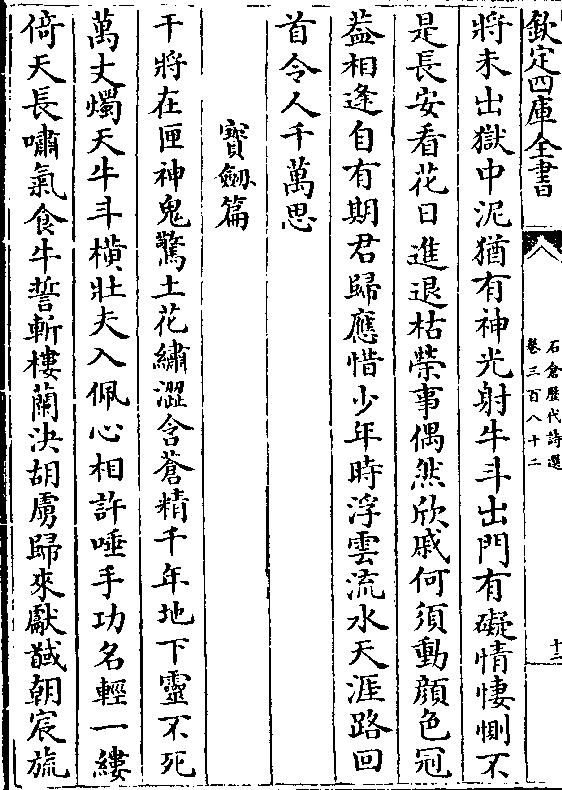 欽定四庫全書
石倉歷代詩選
卷三百八十二
十二
將未出獄中泥猶有神光射牛斗出門有礙情悽惻不
是長安看花日進退枯榮事偶然欣戚何須動顔色冠
葢相逢自有期君歸應惜少年時浮雲流水天涯路回
首令人千萬思
寶劔篇
干將在匣神鬼驚土花繡澀含蒼精千年地下靈不死
萬丈燭天牛斗橫壯夫入佩心相許唾手功名輕一縷
倚天長嘯氣食牛誓斬樓蘭決胡虜歸來獻馘朝宸旒